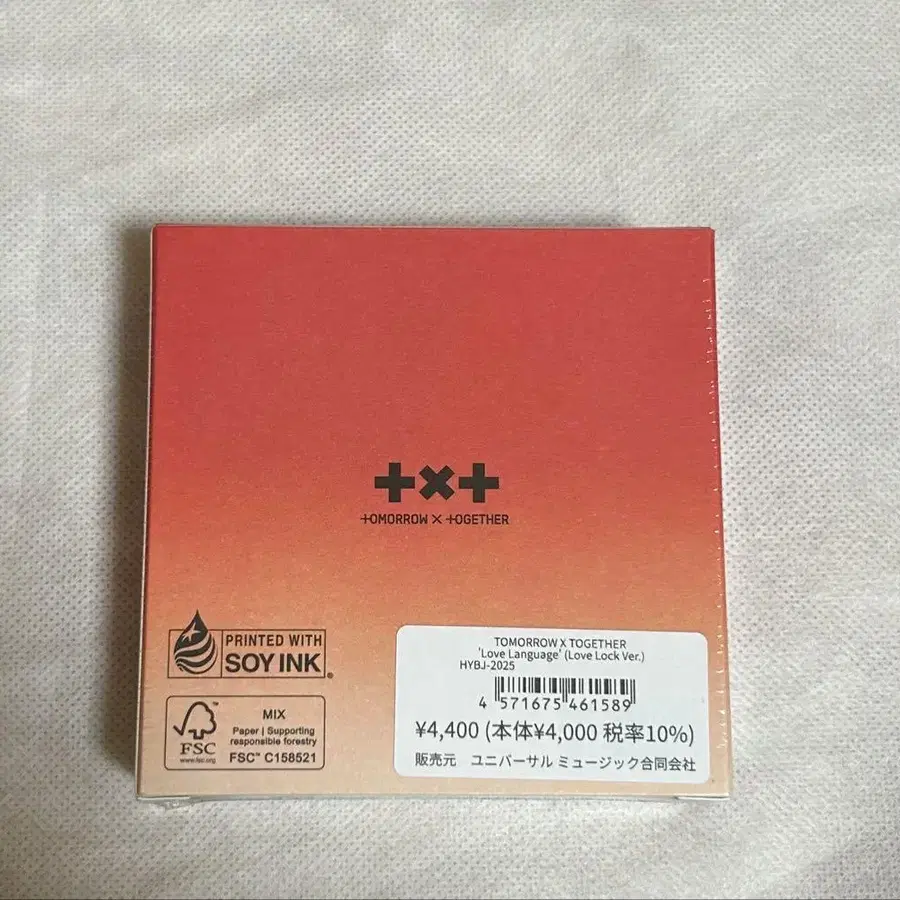 TXT
TOMORROW X TOGETHER
PRINTED WITH
SOY INK
FSC
www.fsc.org
MIX
Paper | Supporting
responsible forestry
FSC™ C158521
TOMORROW X TOGETHER
'Love Language' (Love Lock Ver.)
HYBJ-2025
4 571675 461589
¥4,400 (本体¥4,000 税率10%)
販売元 ユニバーサル ミュージック合同会社